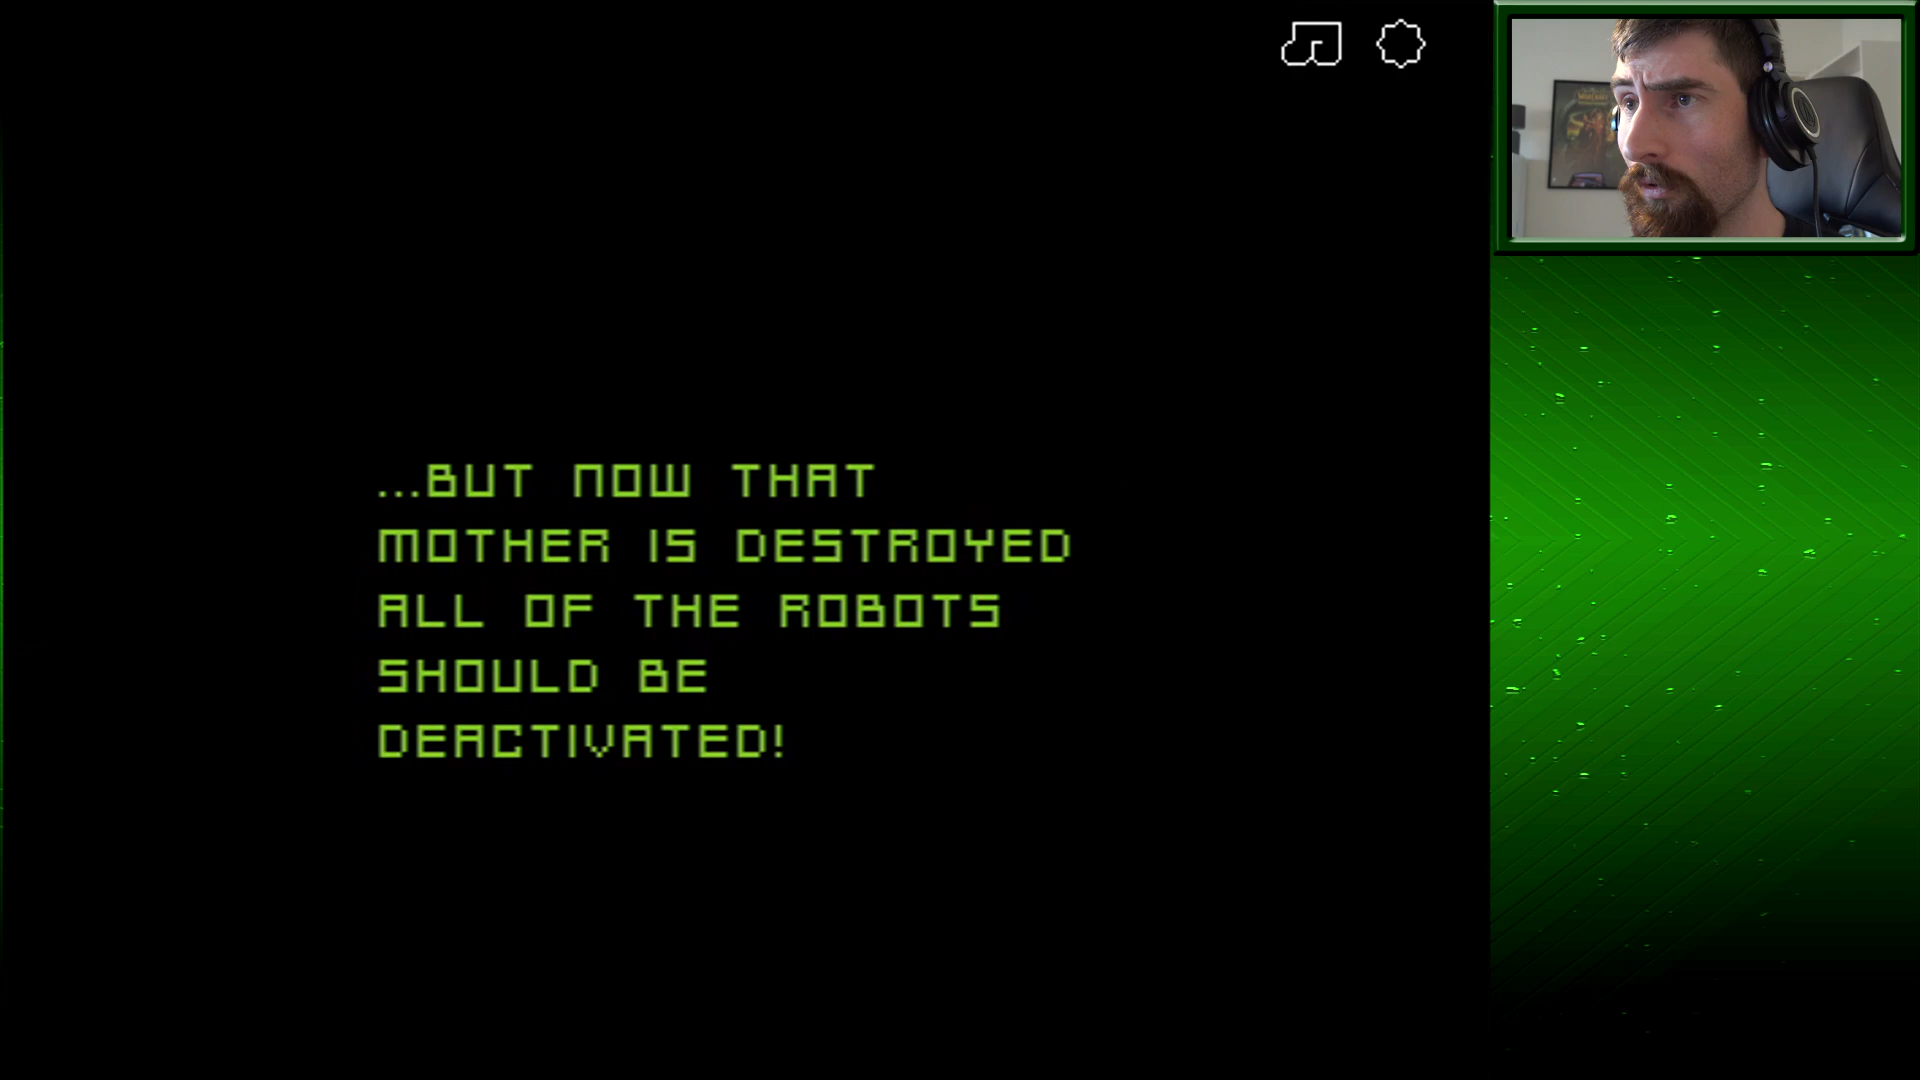 ...BUT NOW THAT
MOTHER IS DESTROYED
ALL OF THE ROBOTS
SHOULD BE
DEACTIVATED!